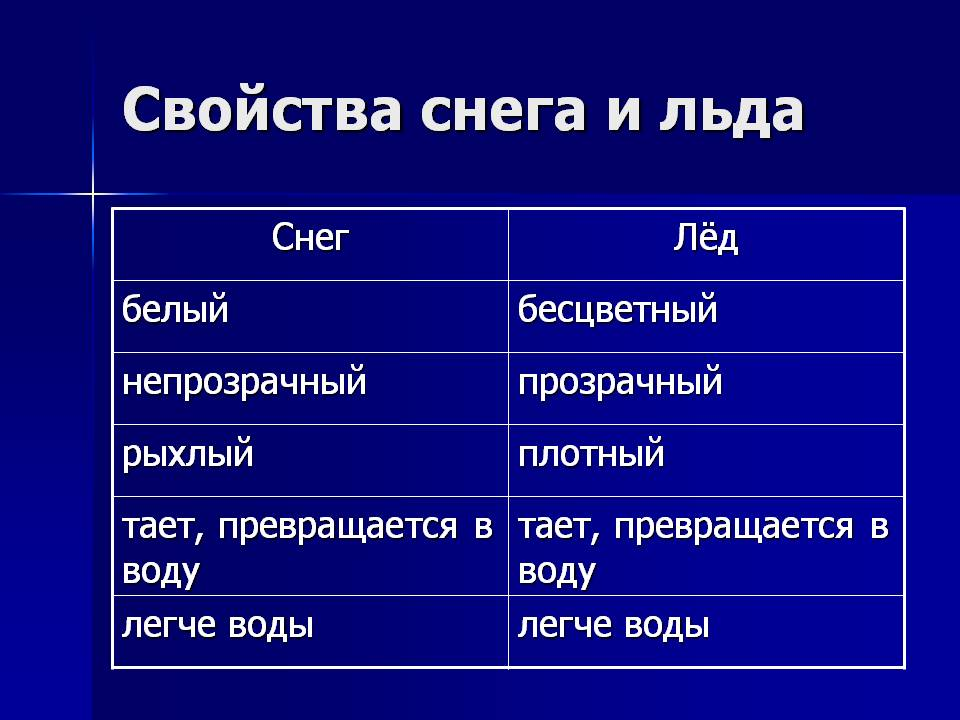 Свойства снега и льда
Снег Лёд
белый бесцветный
непрозрачный прозрачный
рыхлый плотный
тает, превращается в тает, превращается в
воду воду
легче воды легче воды